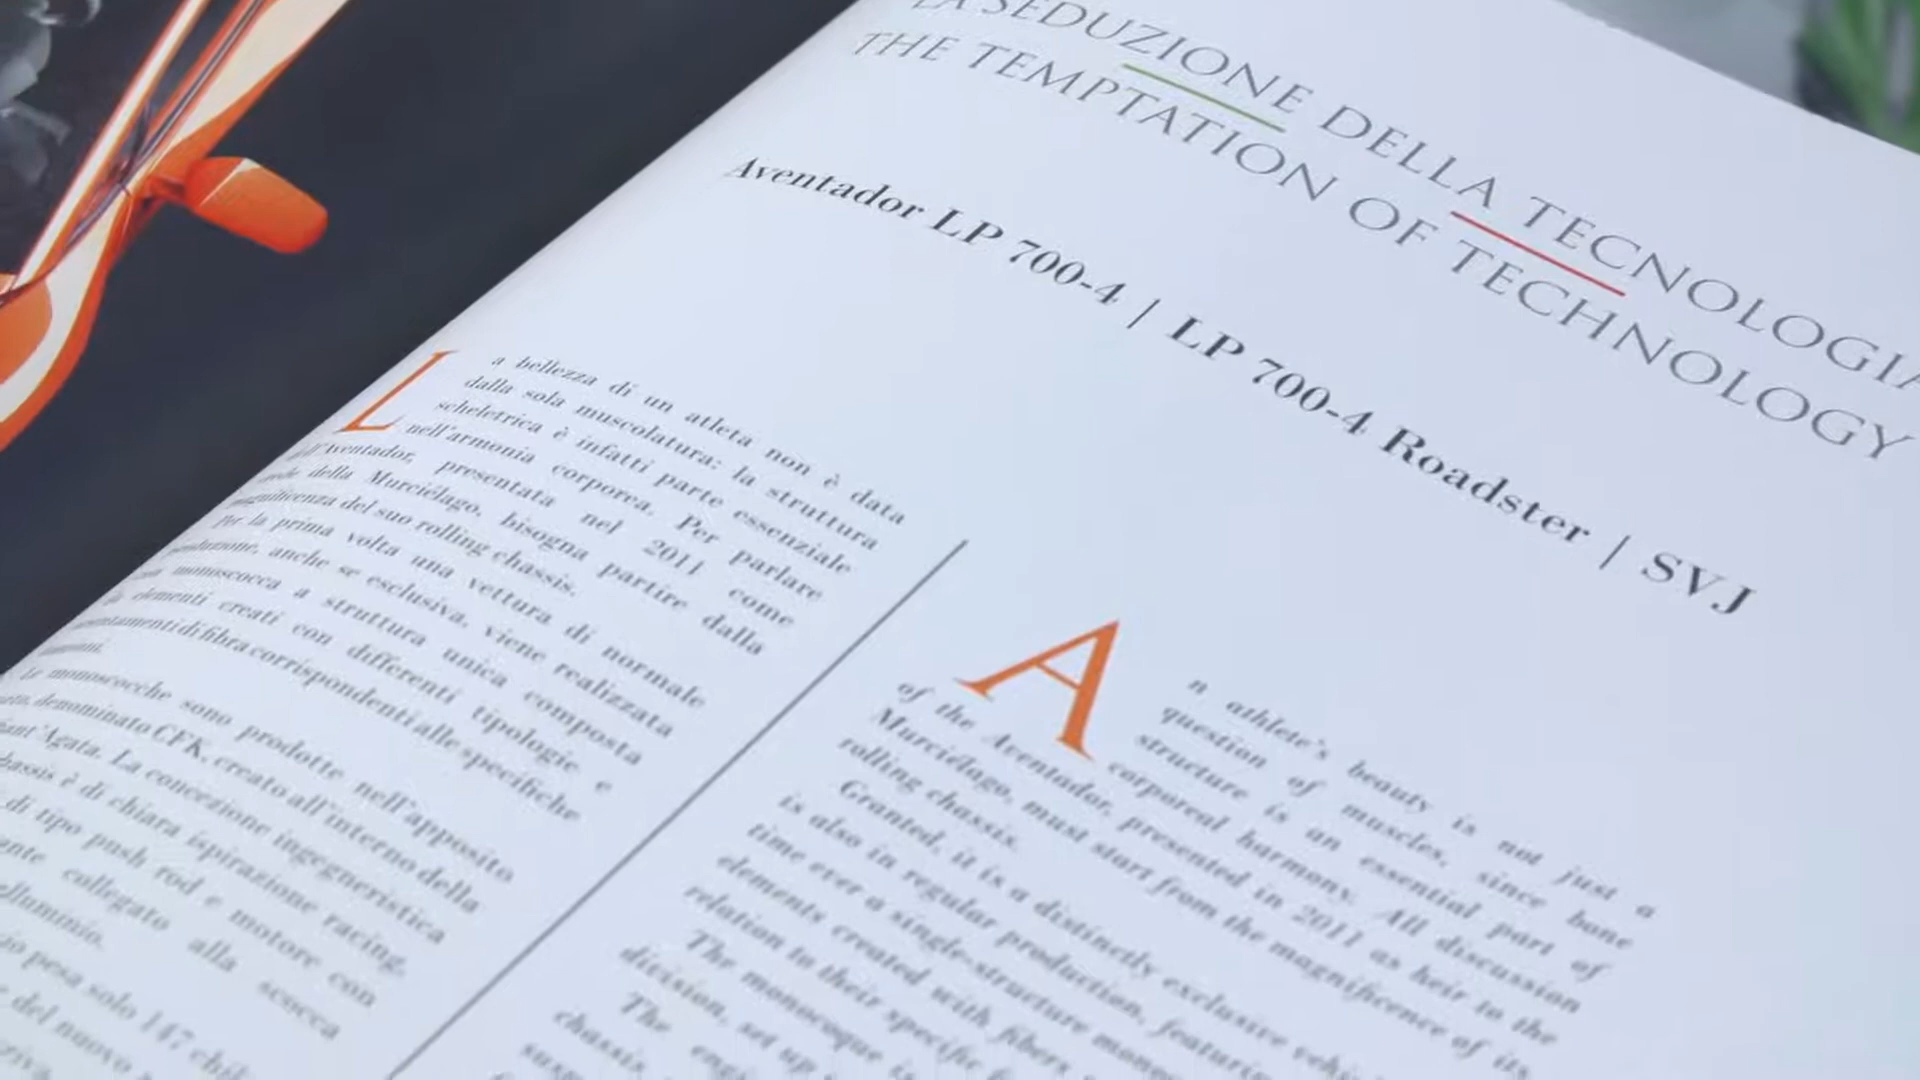 LA SEDUZIONE DELLA TECNOLOGIA
THE TEMPTATION OF TECHNOLOGY
Aventador LP 700-4 | LP 700-4 Roadster | SVJ
La bellezza di un atleta non è data
dalla sola muscolatura: la struttura
scheletrica è infatti parte essenziale
nell'armonia corporea. Per parlare
dell'Aventador, presentata nel 2011 come
della Murciélago, bisogna partire dalla
magnificenza del suo rolling chassis.
Per la prima volta una vettura di normale
produzione, anche se esclusiva, viene realizzata
monoscocca a struttura unica composta
elementi creati con differenti tipologie e
di fibra corrispondenti alle specifiche
Le monoscocche sono prodotte nell'apposito
denominato CFK, creato all'interno della
Sant'Agata. La concezione ingegneristica
è di chiara ispirazione racing,
di tipo push rod e motore con
collegato alla scocca
pesa solo 147
del nuovo
An athlete's beauty is not just a
question of muscles, since bone
structure is an essential part of
corporeal harmony. All discussion
of the Aventador, presented in 2011 as heir to the
Murciélago, must start from the magnificence of its
rolling chassis.
Granted, it is a distinctly exclusive
is also in regular production,
time ever a single-structure
elements created with fibers
relation to their specific
The monocoque is
division, set up
The
chassis